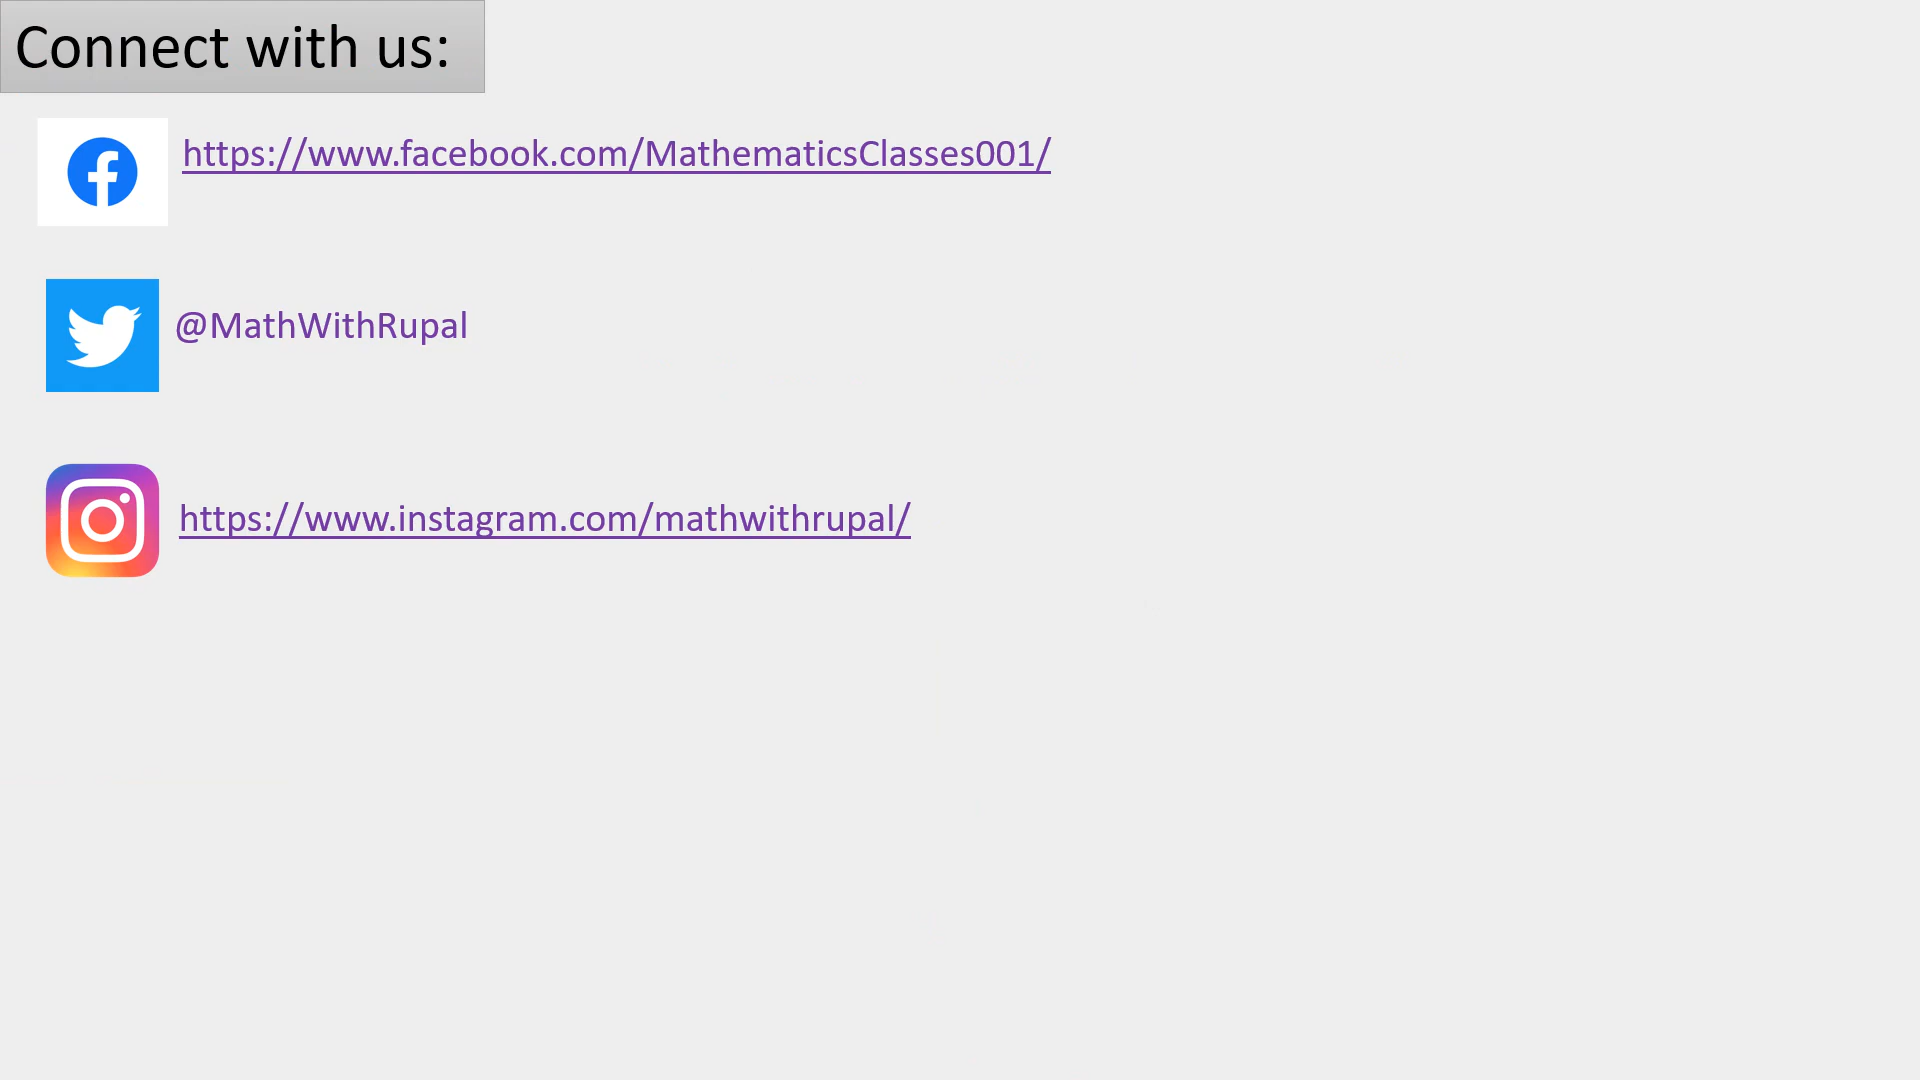 Connect with us:
https://www.facebook.com/MathematicsClasses001/
@MathWithRupal
https://www.instagram.com/mathwithrupal/